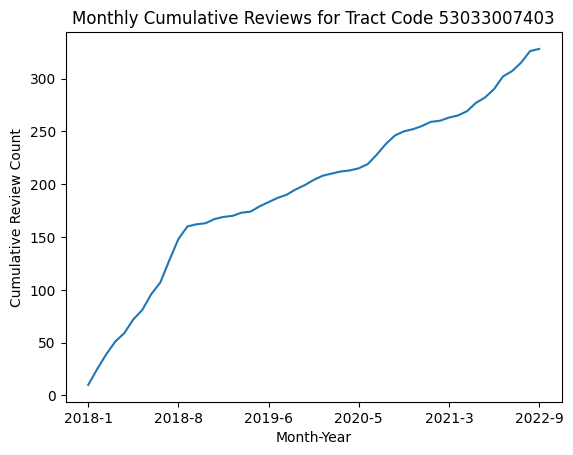 Monthly Cumulative Reviews for Tract Code 53033007403
Cumulative Review Count
300
250
200
150
100
50
0
2018-1 2018-8 2019-6 2020-5 2021-3 2022-9
Month-Year